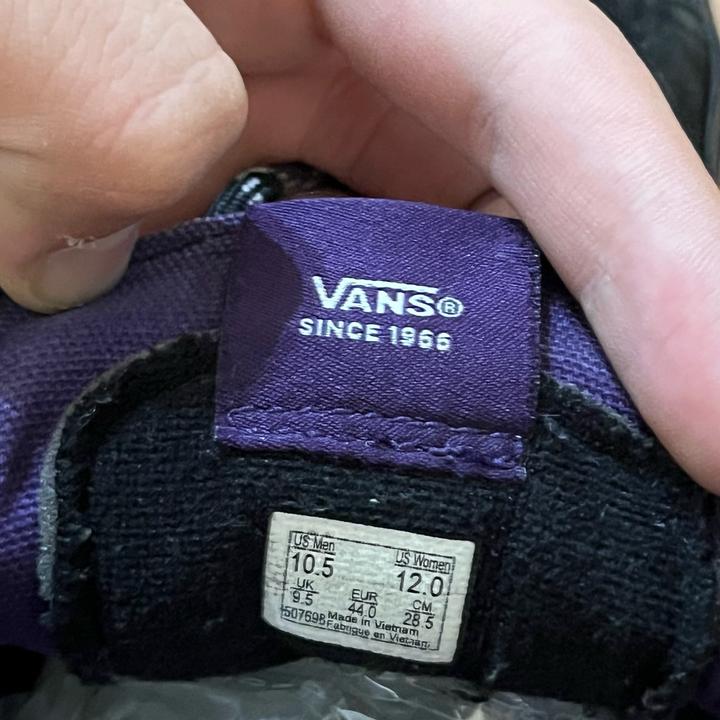 VANS®
SINCE 1966
US Men US Women
10.5 12.0
UK EUR CM
9.5 44.0 28.5
507698 Made in Vietnam
Fabriqué en Vietnam